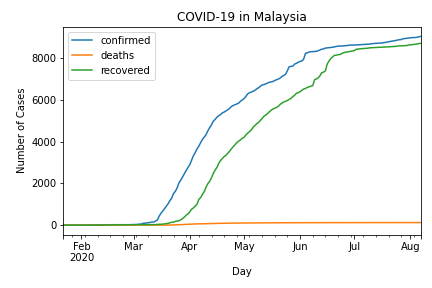 COVID-19 in Malaysia
confirmed
deaths
recovered
Number of Cases
8000
6000
4000
2000
0
Feb
2020
Mar
Apr
May
Jun
Jul
Aug
Day